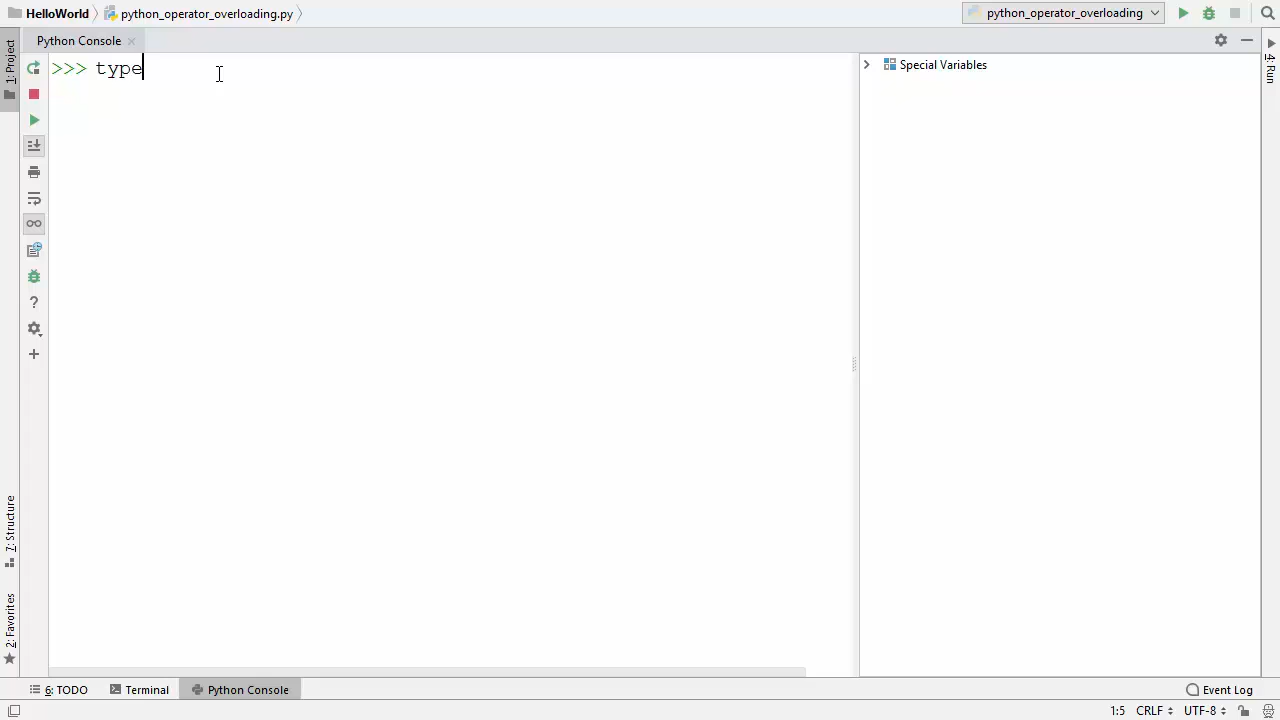 HelloWorld python_operator_overloading.py python_operator_overloading
1: Project Python Console 4: Run
>>> type Special Variables
?
7: Structure
2: Favorites
6: TODO Terminal Python Console Event Log
1:5 CRLF UTF-8